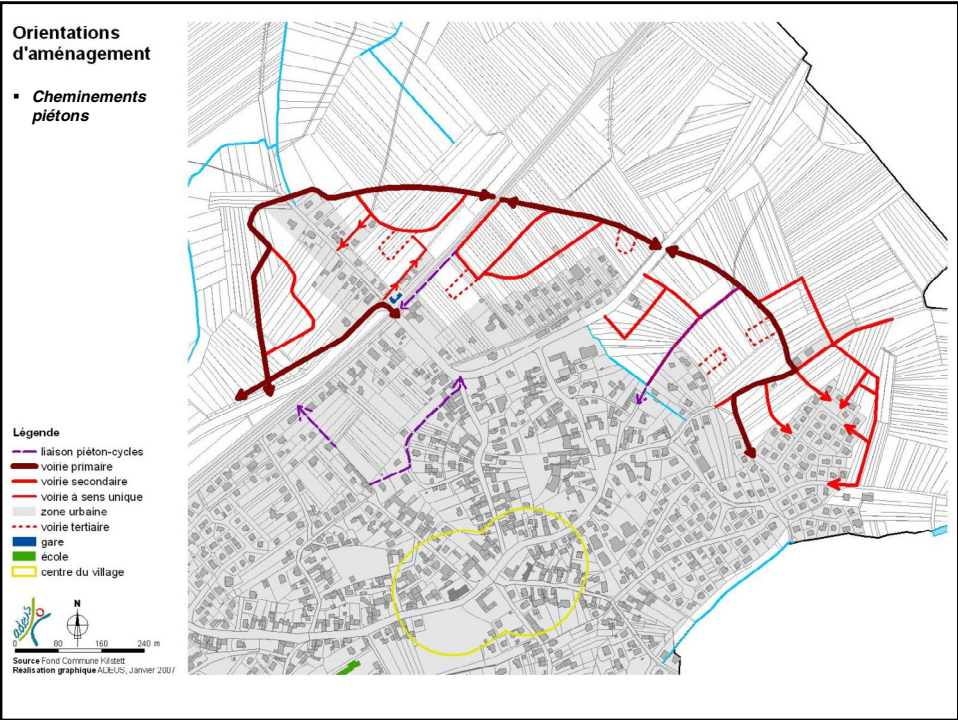 Orientations
d'aménagement
▪ Cheminements
piétons
Légende
liaison piéton-cycles
voirie primaire
voirie secondaire
voirie à sens unique
zone urbaine
voirie tertiaire
gare
école
centre du village
adeus
N
0 80 160 240 m
Source Fond Commune Kilstett
Réalisation graphique ADEUS, Janvier 2007